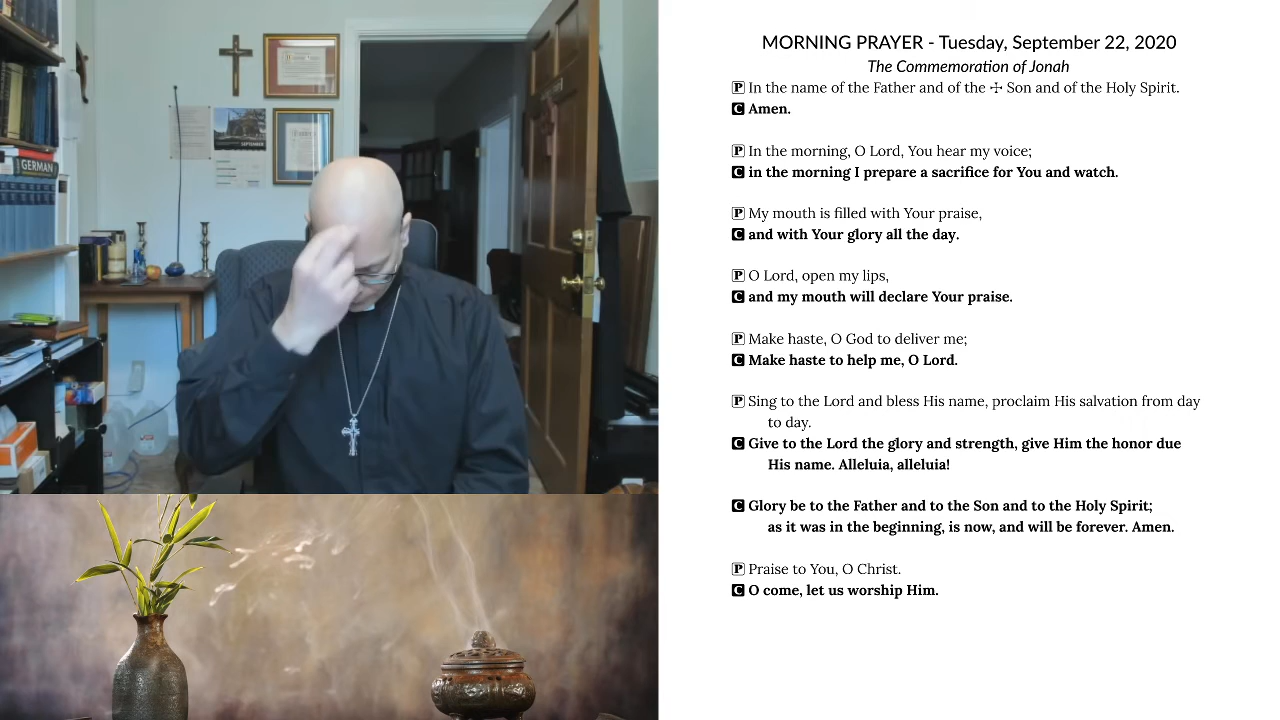 MORNING PRAYER - Tuesday, September 22, 2020
The Commemoration of Jonah
P In the name of the Father and of the ☩ Son and of the Holy Spirit.
C Amen.
P In the morning, O Lord, You hear my voice;
C in the morning I prepare a sacrifice for You and watch.
P My mouth is filled with Your praise,
C and with Your glory all the day.
P O Lord, open my lips,
C and my mouth will declare Your praise.
P Make haste, O God to deliver me;
C Make haste to help me, O Lord.
P Sing to the Lord and bless His name, proclaim His salvation from day
to day.
C Give to the Lord the glory and strength, give Him the honor due
His name. Alleluia, alleluia!
C Glory be to the Father and to the Son and to the Holy Spirit;
as it was in the beginning, is now, and will be forever. Amen.
P Praise to You, O Christ.
C O come, let us worship Him.
GERMAN
SEPTEMBER